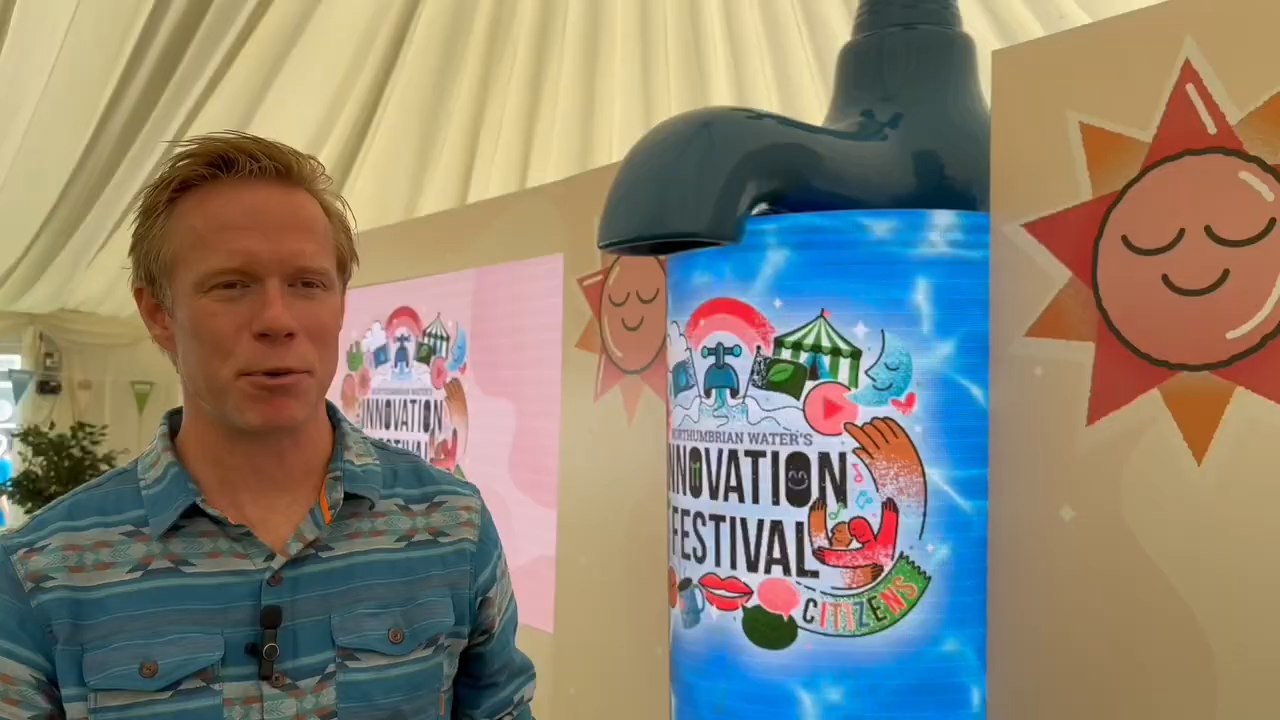 INNOVATION
FESTIVAL
NORTHUMBRIAN WATER'S
INNOVATION
FESTIVAL
CITIZENS